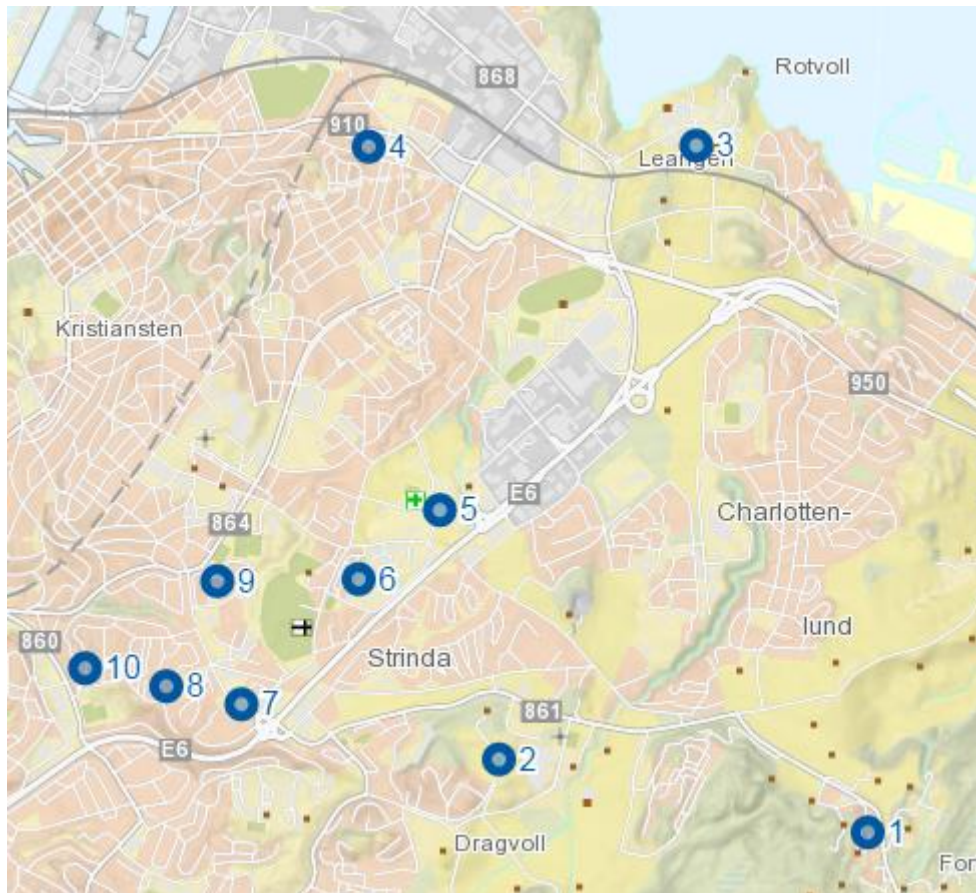 Rotvoll
868
910
4
3
Leangen
Kristiansten
950
E6
5
Charlotten-
864
9
6
lund
860
Strinda
10
8
7
861
E6
2
1
Dragvoll
For